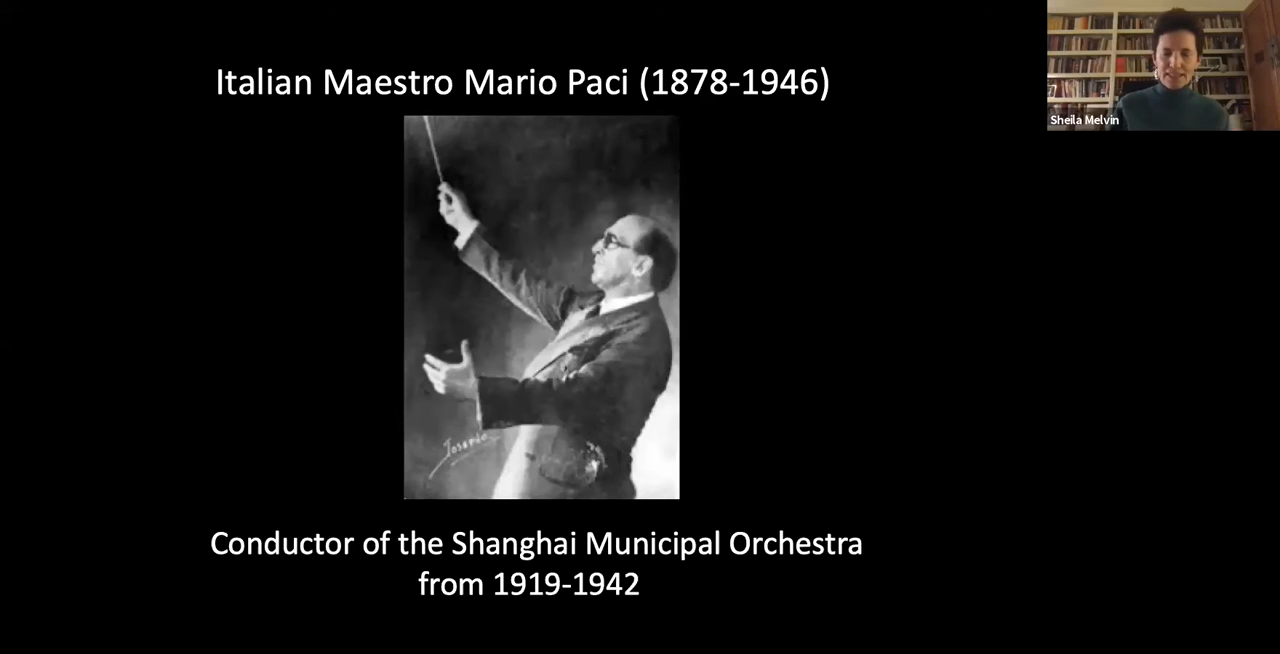 Italian Maestro Mario Paci (1878-1946)
Sheila Melvin
Conductor of the Shanghai Municipal Orchestra
from 1919-1942